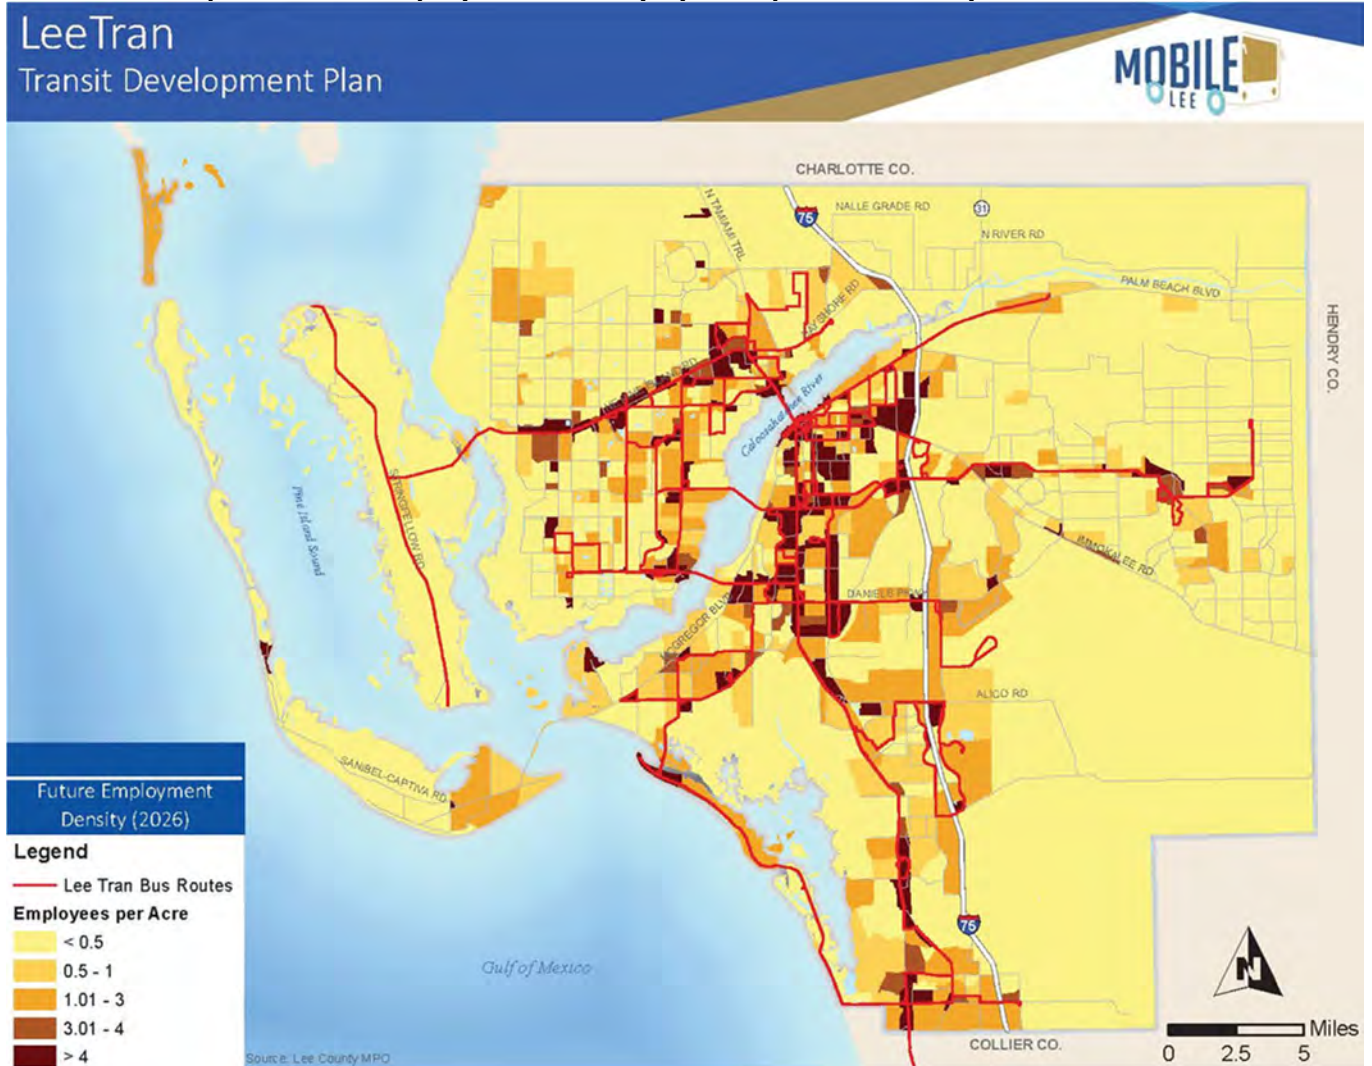 LeeTran
Transit Development Plan
MOBILE
LEE
CHARLOTTE CO.
N TAMIAMI TRL
75
NALLE GRADE RD
31
N RIVER RD
PALM BEACH BLVD
BAYSHORE RD
HENDRY CO.
Caloosahatchee River
Pine Island Sound
STRINGFELLOW RD
IMMOKALEE RD
DANIELS PKWY
MCGREGOR BLVD
ALICO RD
SANIBEL-CAPTIVA RD
Future Employment
Density (2026)
Legend
Lee Tran Bus Routes
Employees per Acre
< 0.5
0.5 - 1
1.01 - 3
3.01 - 4
> 4
Gulf of Mexico
75
COLLIER CO.
N
Miles
0 2.5 5
Source: Lee County MPO